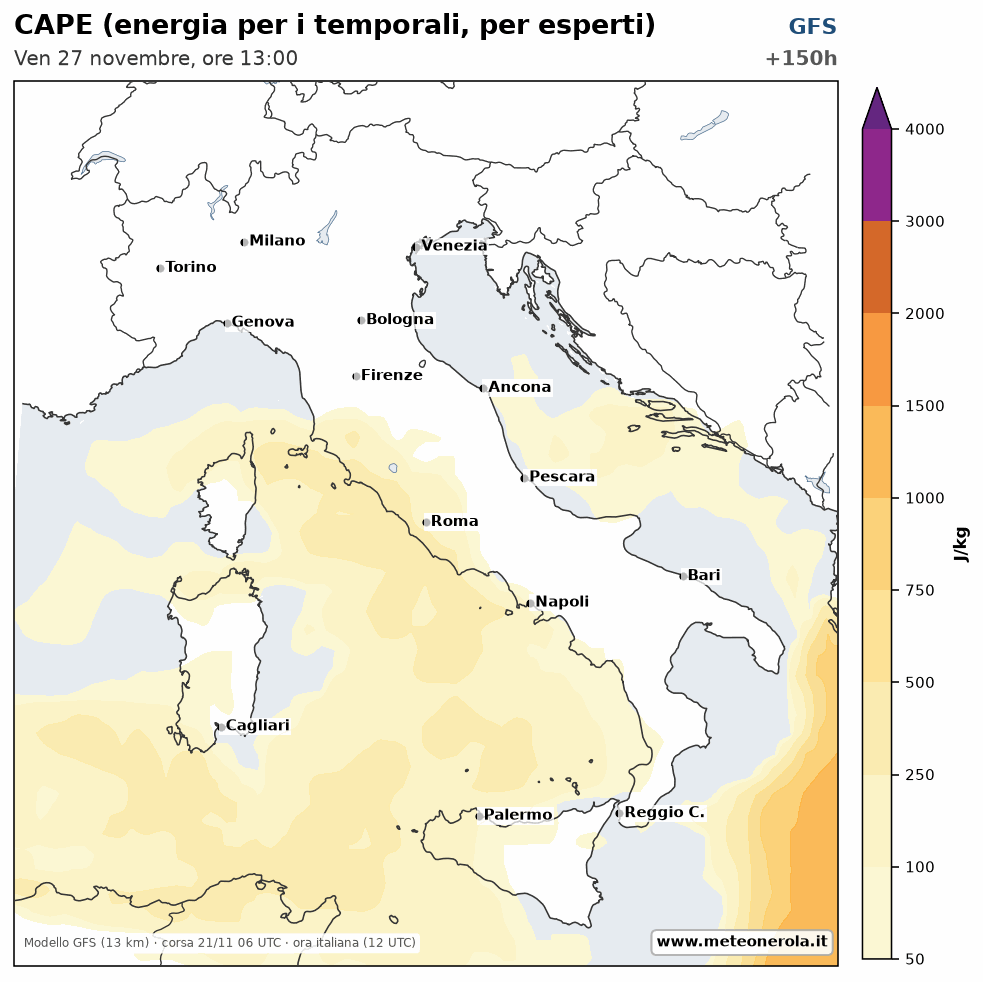 CAPE (energia per i temporali, per esperti)
GFS
Ven 27 novembre, ore 13:00
+150h
4000
3000
2000
1500
1000
750
500
250
100
50
J/kg
Milano
Venezia
Torino
Genova
Bologna
Firenze
Ancona
Pescara
Roma
Bari
Napoli
Cagliari
Palermo
Reggio C.
Modello GFS (13 km) · corsa 21/11 06 UTC · ora italiana (12 UTC)
www.meteonerola.it